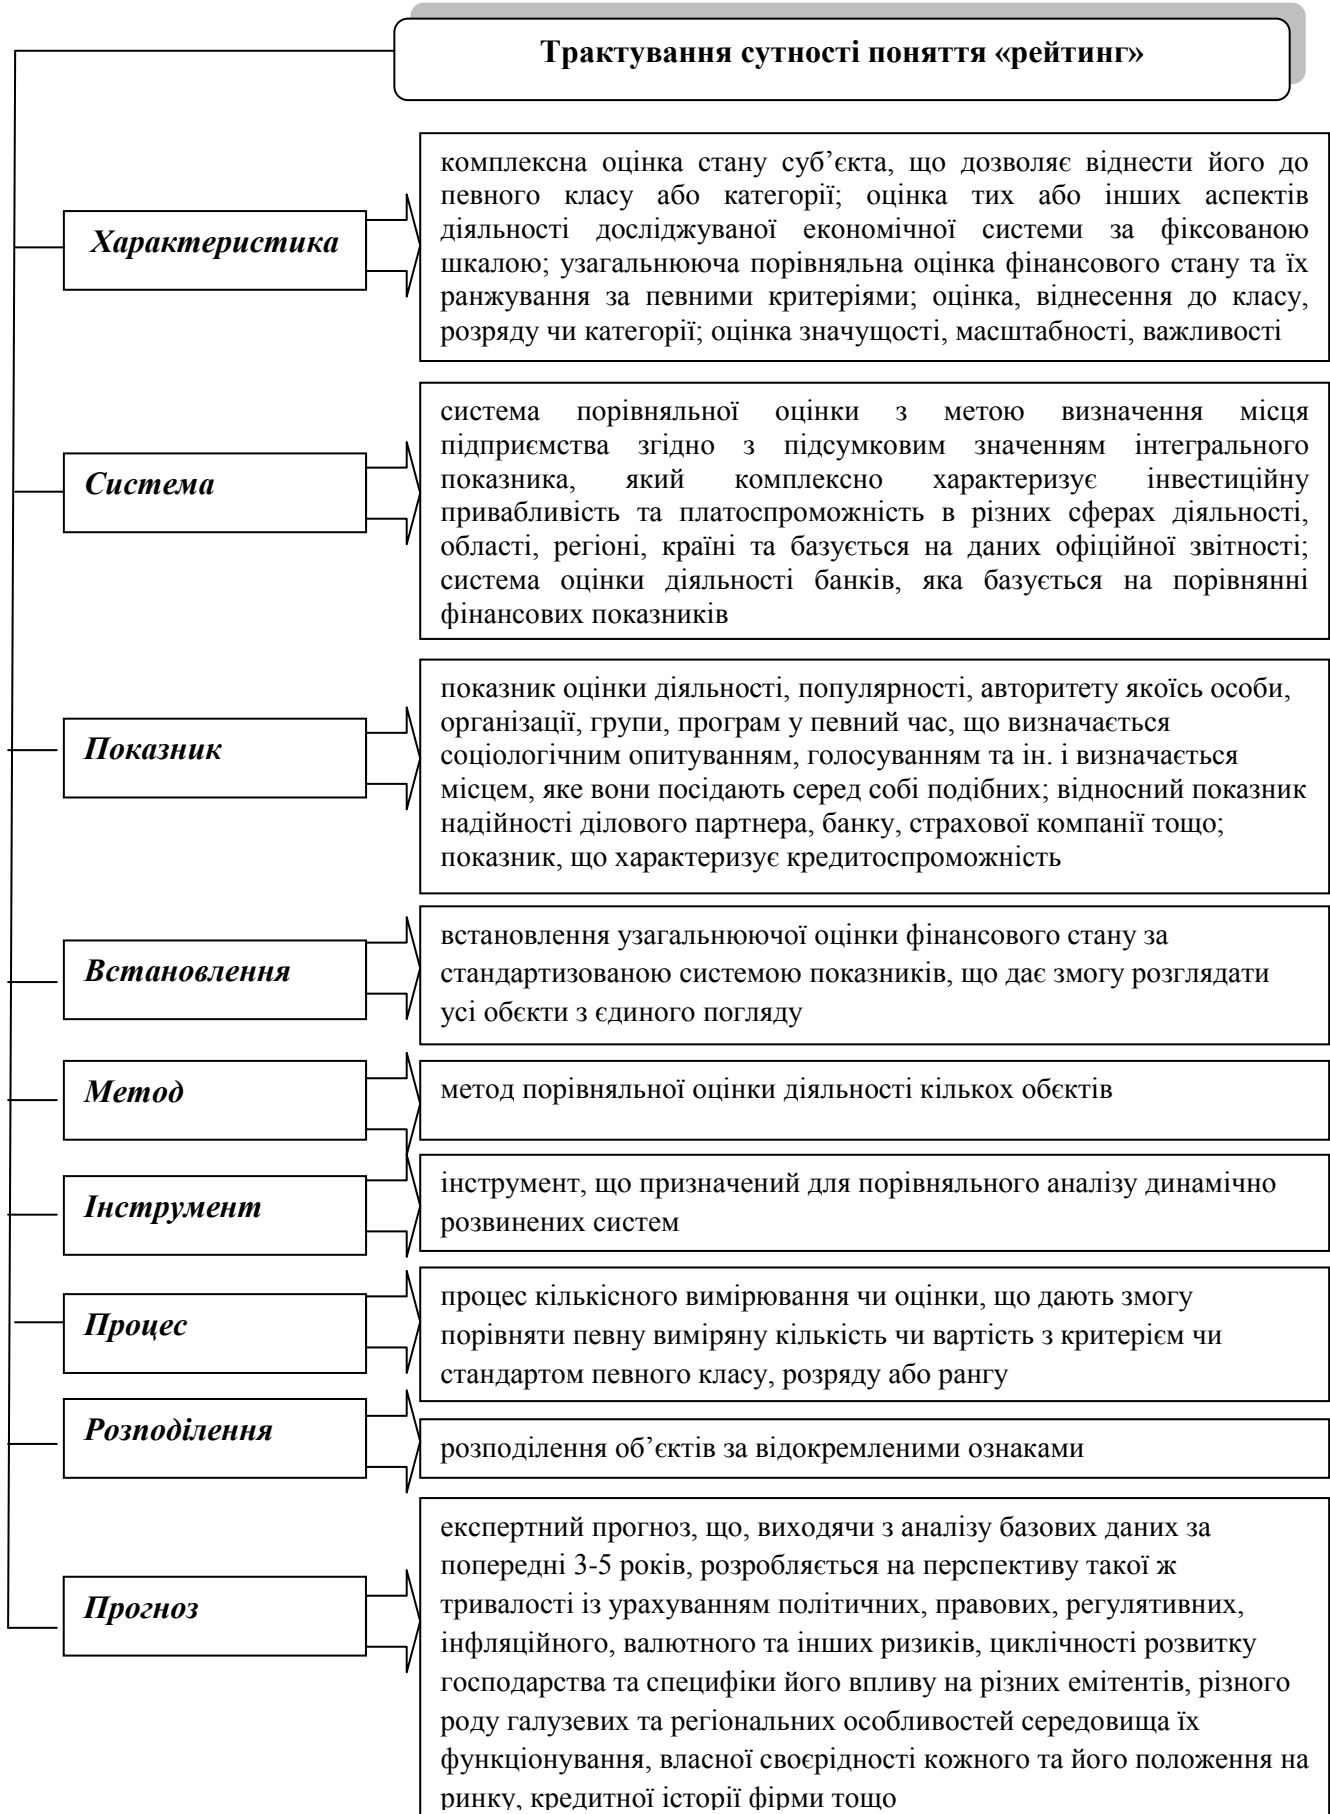 Трактування сутності поняття «рейтинг»
Характеристика
комплексна оцінка стану суб’єкта, що дозволяє віднести його до
певного класу або категорії; оцінка тих або інших аспектів
діяльності досліджуваної економічної системи за фіксованою
шкалою; узагальнююча порівняльна оцінка фінансового стану та їх
ранжування за певними критеріями; оцінка, віднесення до класу,
розряду чи категорії; оцінка значущості, масштабності, важливості
Система
система порівняльної оцінки з метою визначення місця
підприємства згідно з підсумковим значенням інтегрального
показника, який комплексно характеризує інвестиційну
привабливість та платоспроможність в різних сферах діяльності,
області, регіоні, країні та базується на даних офіційної звітності;
система оцінки діяльності банків, яка базується на порівнянні
фінансових показників
Показник
показник оцінки діяльності, популярності, авторитету якоїсь особи,
організації, групи, програм у певний час, що визначається
соціологічним опитуванням, голосуванням та ін. і визначається
місцем, яке вони посідають серед собі подібних; відносний показник
надійності ділового партнера, банку, страхової компанії тощо;
показник, що характеризує кредитоспроможність
Встановлення
встановлення узагальнюючої оцінки фінансового стану за
стандартизованою системою показників, що дає змогу розглядати
усі обєкти з єдиного погляду
Метод
метод порівняльної оцінки діяльності кількох обєктів
Інструмент
інструмент, що призначений для порівняльного аналізу динамічно
розвинених систем
Процес
процес кількісного вимірювання чи оцінки, що дають змогу
порівняти певну виміряну кількість чи вартість з критерієм чи
стандартом певного класу, розряду або рангу
Розподілення
розподілення об’єктів за відокремленими ознаками
Прогноз
експертний прогноз, що, виходячи з аналізу базових даних за
попередні 3-5 років, розробляється на перспективу такої ж
тривалості із урахуванням політичних, правових, регулятивних,
інфляційного, валютного та інших ризиків, циклічності розвитку
господарства та специфіки його впливу на різних емітентів, різного
роду галузевих та регіональних особливостей середовища їх
функціонування, власної своєрідності кожного та його положення на
ринку, кредитної історії фірми тощо